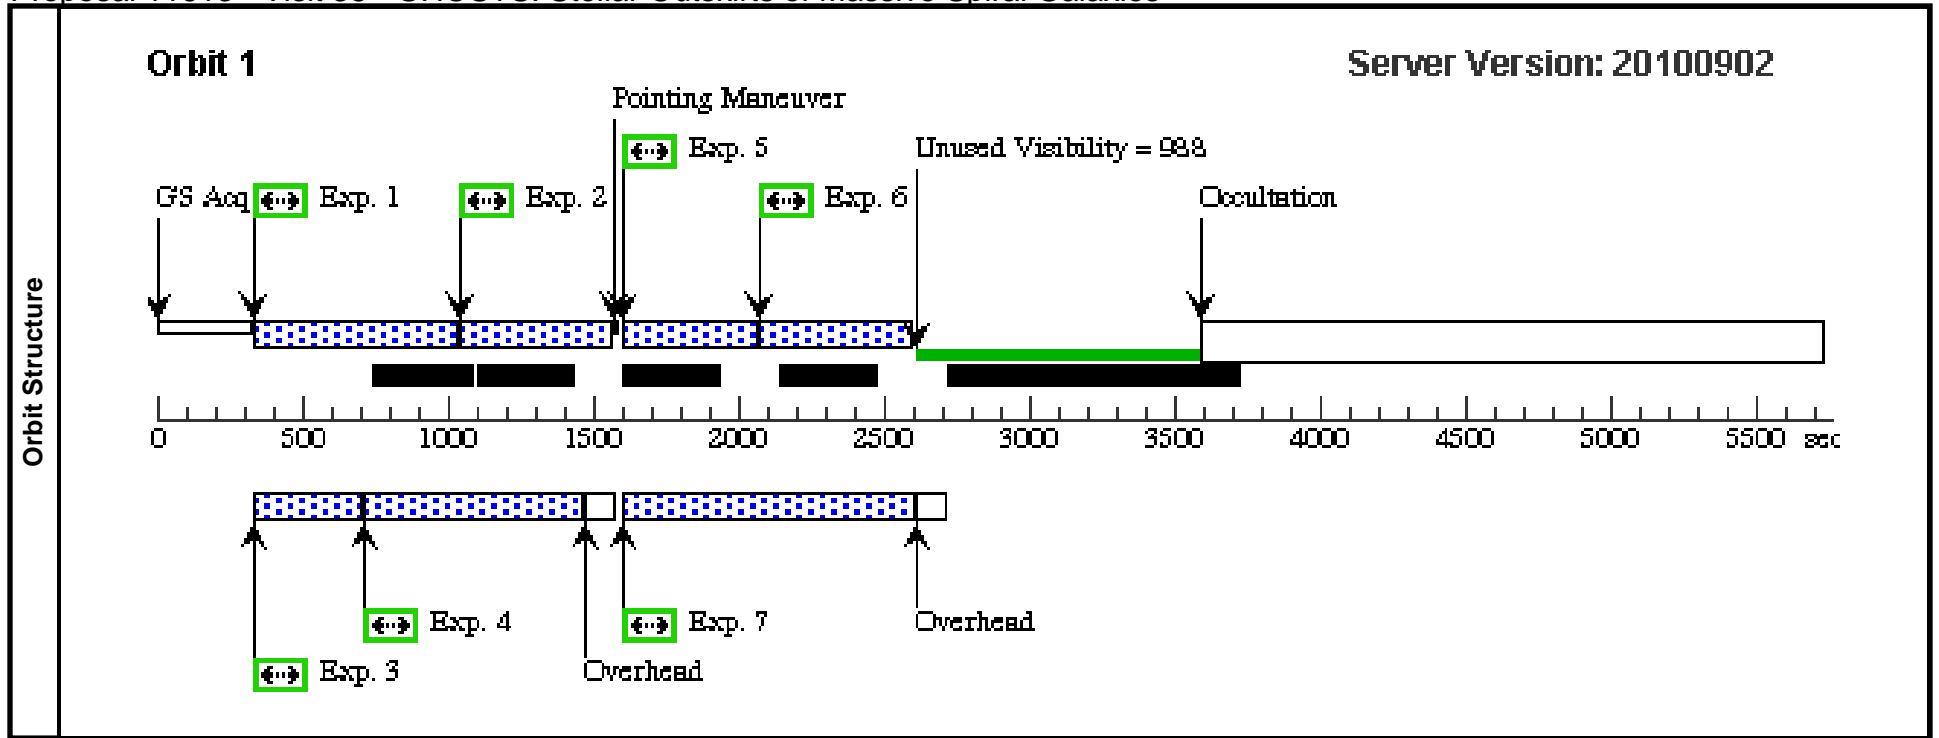 Orbit 1
Server Version: 20100902
Pointing Maneuver
Exp. 5
Unused Visibility = 988
GS Acq
Exp. 1
Exp. 2
Exp. 6
Occultation
Orbit Structure
0 500 1000 1500 2000 2500 3000 3500 4000 4500 5000 5500 sec
Exp. 4
Exp. 7
Overhead
Exp. 3
Overhead